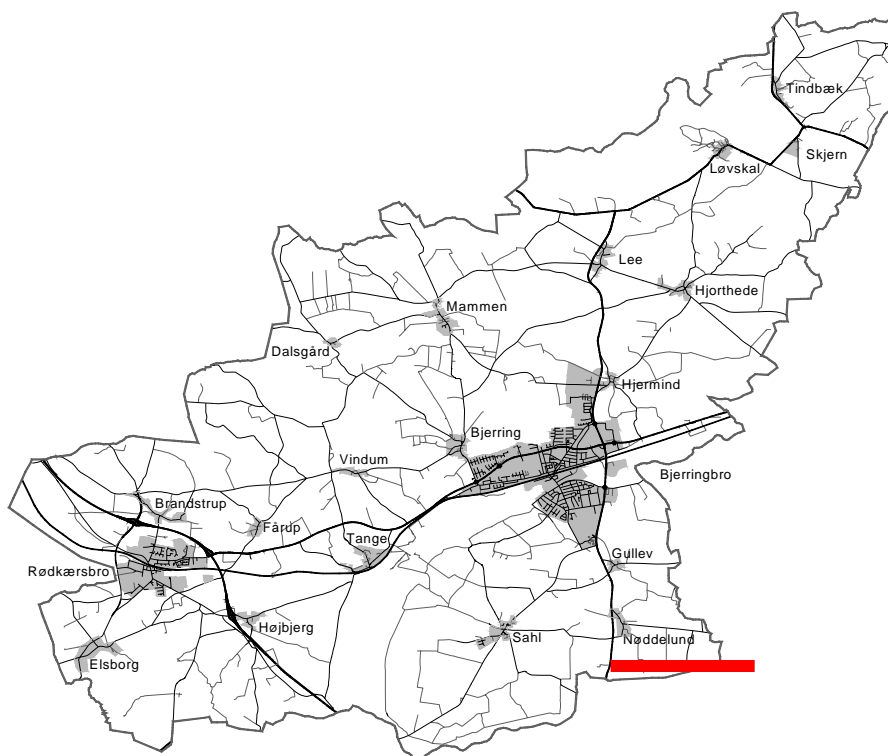 Tindbæk
Skjern
Løvskal
Lee
Hjorthede
Mammen
Dalsgård
Hjermind
Bjerring
Vindum
Bjerringbro
Brandstrup
Fårup
Tange
Gullev
Rødkærsbro
Højbjerg
Sahl
Nøddelund
Elsborg